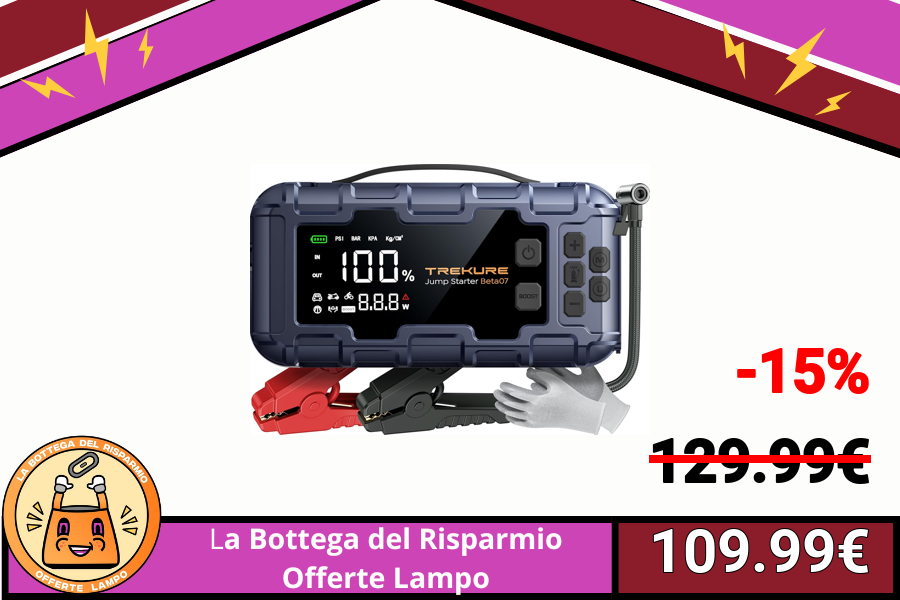 PSI BAR KPA Kg/CM²
IN
100%
OUT
8.8.8
W
TREKURE
Jump Starter Beta07
BOOST
-15%
129.99€
109.99€
LA BOTTEGA DEL RISPARMIO
OFFERTE LAMPO
La Bottega del Risparmio
Offerte Lampo